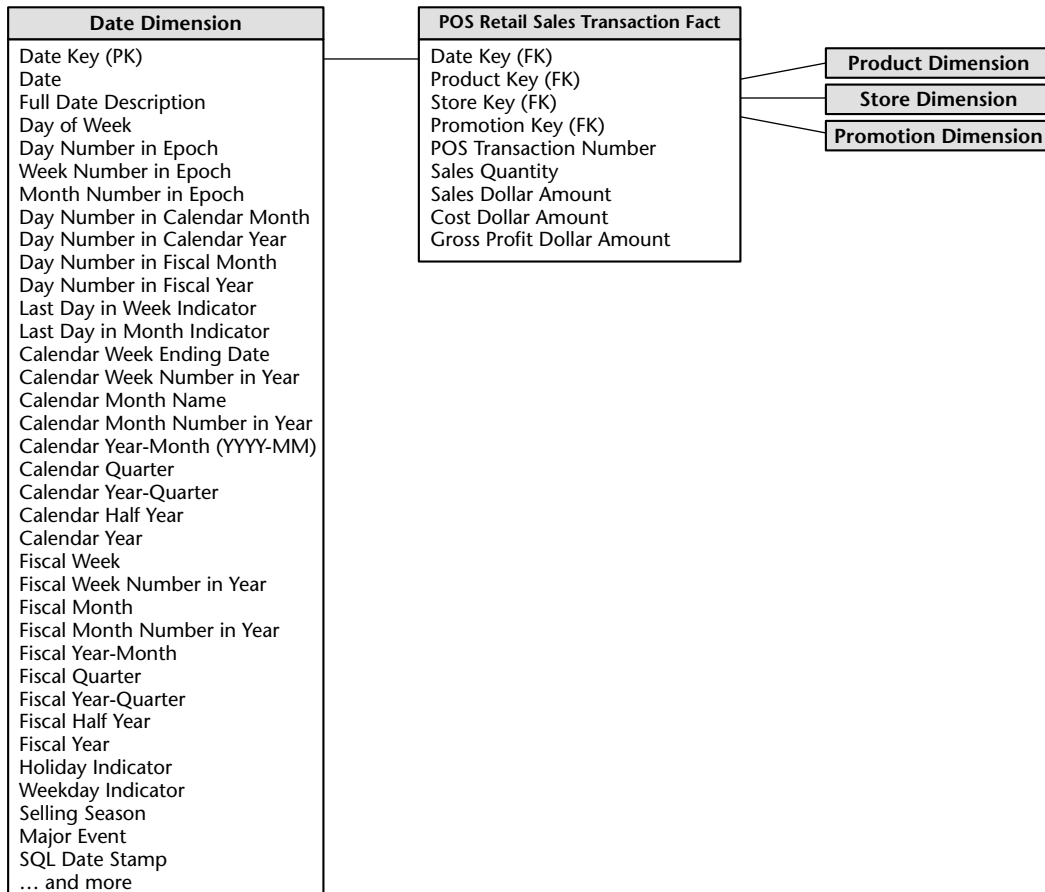 Date Dimension
Date Key (PK)
Date
Full Date Description
Day of Week
Day Number in Epoch
Week Number in Epoch
Month Number in Epoch
Day Number in Calendar Month
Day Number in Calendar Year
Day Number in Fiscal Month
Day Number in Fiscal Year
Last Day in Week Indicator
Last Day in Month Indicator
Calendar Week Ending Date
Calendar Week Number in Year
Calendar Month Name
Calendar Month Number in Year
Calendar Year-Month (YYYY-MM)
Calendar Quarter
Calendar Year-Quarter
Calendar Half Year
Calendar Year
Fiscal Week
Fiscal Week Number in Year
Fiscal Month
Fiscal Month Number in Year
Fiscal Year-Month
Fiscal Quarter
Fiscal Year-Quarter
Fiscal Half Year
Fiscal Year
Holiday Indicator
Weekday Indicator
Selling Season
Major Event
SQL Date Stamp
… and more
POS Retail Sales Transaction Fact
Date Key (FK)
Product Key (FK)
Store Key (FK)
Promotion Key (FK)
POS Transaction Number
Sales Quantity
Sales Dollar Amount
Cost Dollar Amount
Gross Profit Dollar Amount
Product Dimension
Store Dimension
Promotion Dimension